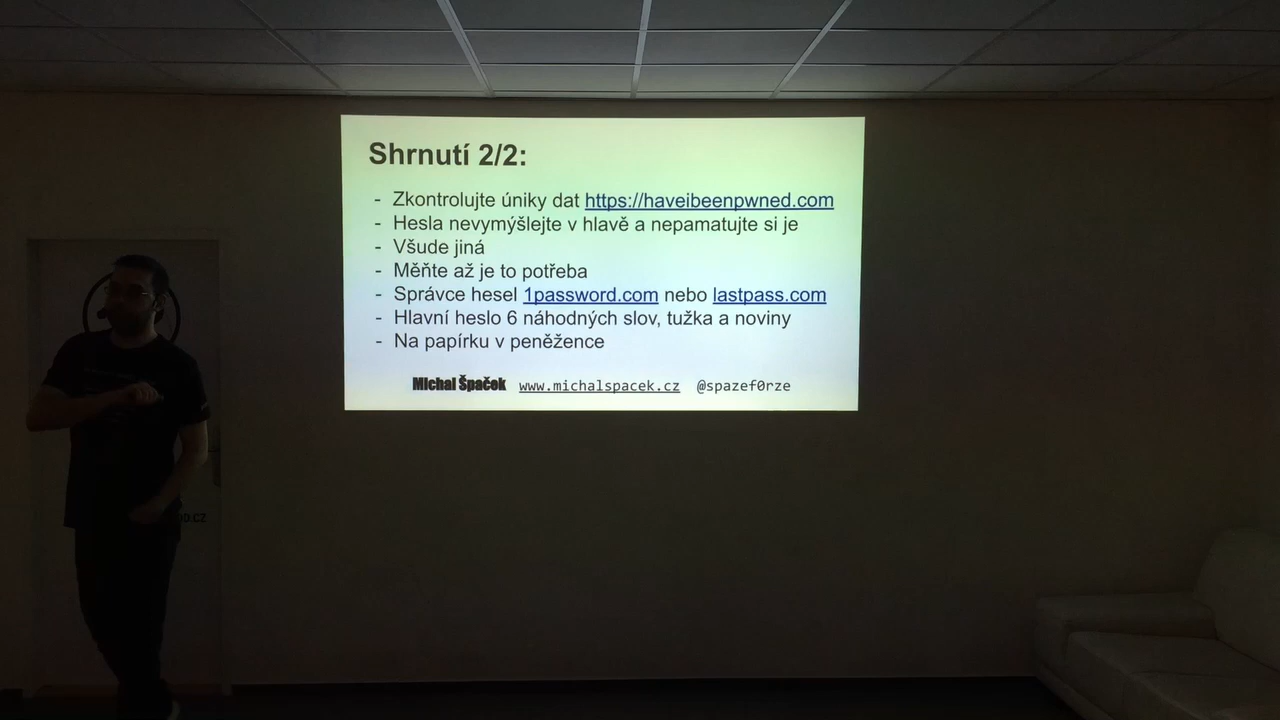 Shrnutí 2/2:
- Zkontrolujte úniky dat https://haveibeenpwned.com
- Hesla nevymýšlejte v hlavě a nepamatujte si je
- Všude jiná
- Měňte až je to potřeba
- Správce hesel 1password.com nebo lastpass.com
- Hlavní heslo 6 náhodných slov, tužka a noviny
- Na papírku v peněžence
Michal Špaček www.michalspacek.cz @spazef0rze